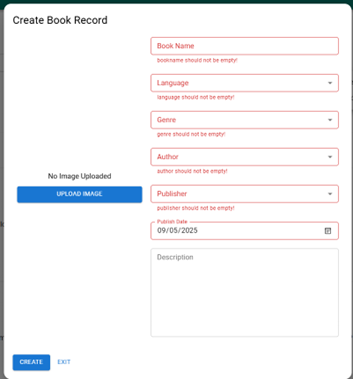 Create Book Record
Book Name
bookname should not be empty!
Language
language should not be empty!
Genre
genre should not be empty!
Author
author should not be empty!
No Image Uploaded
UPLOAD IMAGE
Publisher
publisher should not be empty!
Publish Date
09/05/2025
Description
CREATE
EXIT